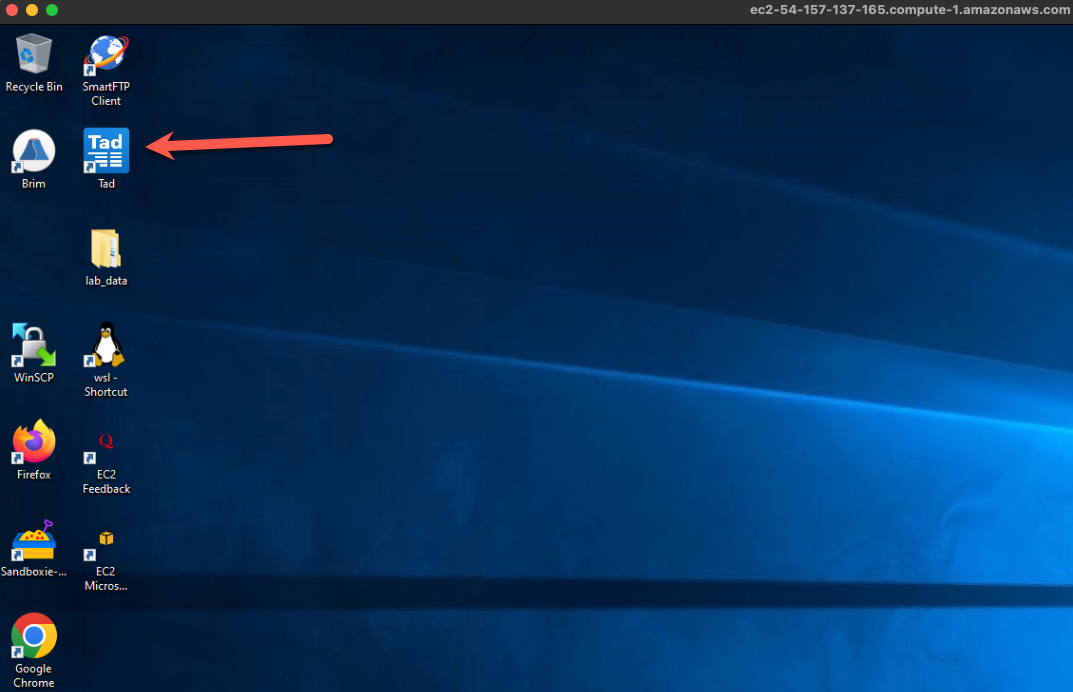 ec2-54-157-137-165.compute-1.amazonaws.com
Recycle Bin
SmartFTP
Client
Brim
Tad
Tad
lab_data
WinSCP
wsl -
Shortcut
Firefox
Q
EC2
Feedback
Sandboxie-...
EC2
Micros...
Google
Chrome